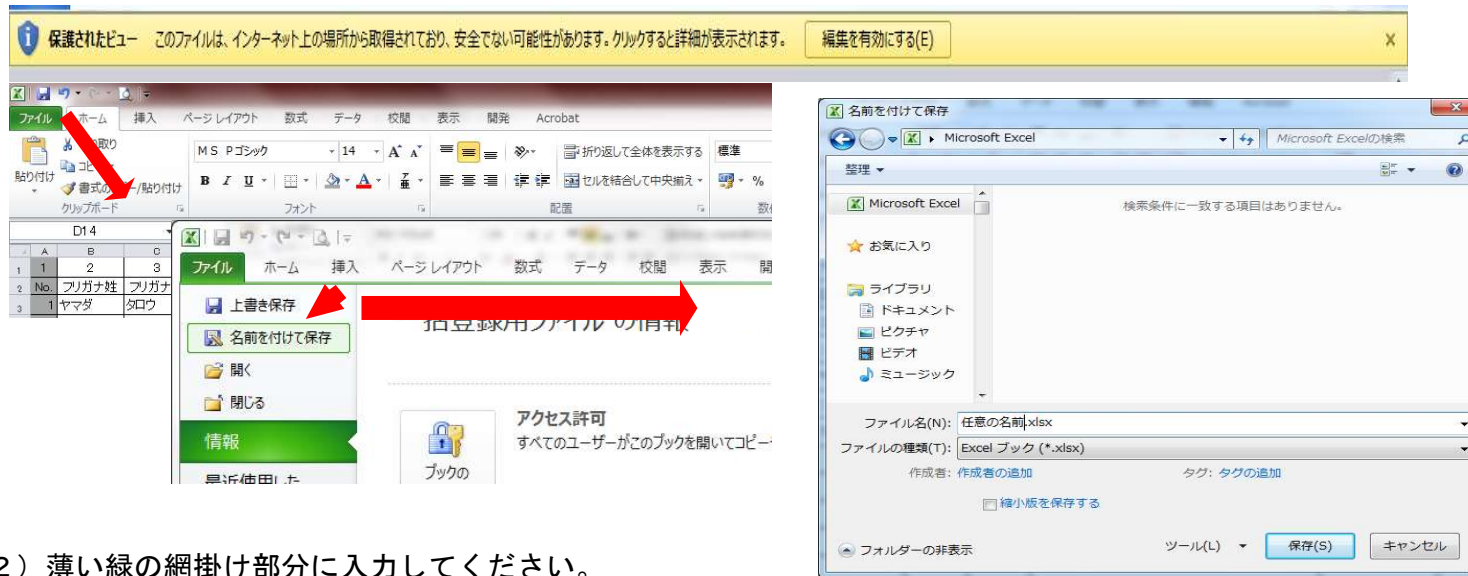 保護されたビュー このファイルは、インターネット上の場所から取得されており、安全でない可能性があります。クリックすると詳細が表示されます。 編集を有効にする(E)
ファイル ホーム 挿入 ページ レイアウト 数式 データ 校閲 表示 開発 Acrobat
貼り付け
書式の
/貼り付け
クリップボード
ＭＳ Ｐゴシック 14
B I U
フォント
折り返して全体を表示する
セルを結合して中央揃え
配置
標準
%
D14
A B C
1 1 2 3
2 No. フリガナ姓 フリガナ
3 1 ヤマダ タロウ
ファイル ホーム 挿入 ページ レイアウト 数式 データ 校閲 表示
上書き保存
名前を付けて保存
開く
閉じる
情報
の情報
アクセス許可
すべてのユーザーがこのブックを開いてコピー
ブックの
名前を付けて保存
Microsoft Excel
Microsoft Excelの検索
整理
Microsoft Excel
検索条件に一致する項目はありません。
お気に入り
ライブラリ
ドキュメント
ピクチャ
ビデオ
ミュージック
ファイル名(N): 任意の名前.xlsx
ファイルの種類(T): Excel ブック (*.xlsx)
作成者: 作成者の追加 タグ: タグの追加
縮小版を保存する
フォルダーの非表示 ツール(L) 保存(S) キャンセル
２）薄い緑の網掛け部分に入力してください。